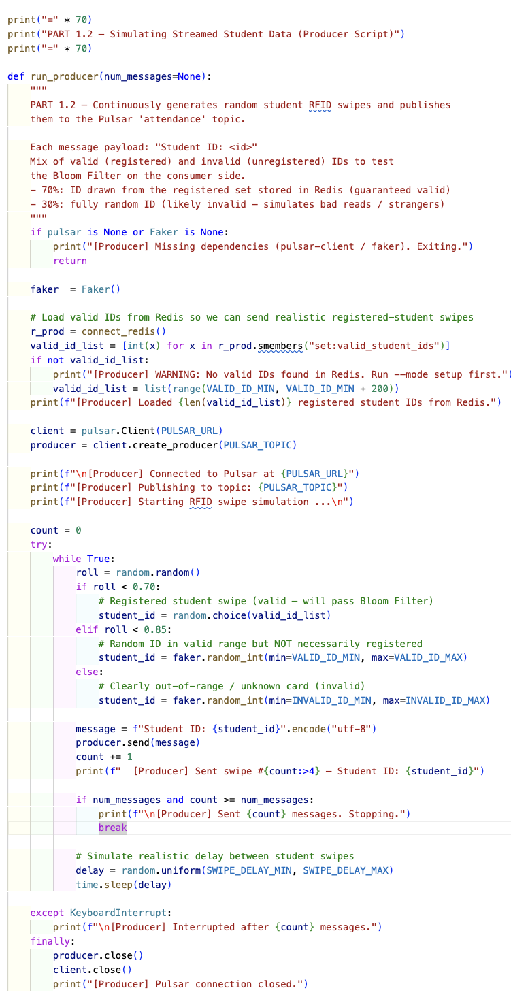 print("=" * 70)
print("PART 1.2 — Simulating Streamed Student Data (Producer Script)")
print("=" * 70)

def run_producer(num_messages=None):
    """
    PART 1.2 — Continuously generates random student RFID swipes and publishes
    them to the Pulsar 'attendance' topic.

    Each message payload: "Student ID: <id>"
    Mix of valid (registered) and invalid (unregistered) IDs to test
    the Bloom Filter on the consumer side.
    - 70%: ID drawn from the registered set stored in Redis (guaranteed valid)
    - 30%: fully random ID (likely invalid — simulates bad reads / strangers)
    """
    if pulsar is None or Faker is None:
        print("[Producer] Missing dependencies (pulsar-client / faker). Exiting.")
        return

    faker  = Faker()

    # Load valid IDs from Redis so we can send realistic registered-student swipes
    r_prod = connect_redis()
    valid_id_list = [int(x) for x in r_prod.smembers("set:valid_student_ids")]
    if not valid_id_list:
        print("[Producer] WARNING: No valid IDs found in Redis. Run --mode setup first.")
        valid_id_list = list(range(VALID_ID_MIN, VALID_ID_MIN + 200))
    print(f"[Producer] Loaded {len(valid_id_list)} registered student IDs from Redis.")

    client = pulsar.Client(PULSAR_URL)
    producer = client.create_producer(PULSAR_TOPIC)

    print(f"\n[Producer] Connected to Pulsar at {PULSAR_URL}")
    print(f"[Producer] Publishing to topic: {PULSAR_TOPIC}")
    print(f"[Producer] Starting RFID swipe simulation ...\n")

    count = 0
    try:
        while True:
            roll = random.random()
            if roll < 0.70:
                # Registered student swipe (valid — will pass Bloom Filter)
                student_id = random.choice(valid_id_list)
            elif roll < 0.85:
                # Random ID in valid range but NOT necessarily registered
                student_id = faker.random_int(min=VALID_ID_MIN, max=VALID_ID_MAX)
            else:
                # Clearly out-of-range / unknown card (invalid)
                student_id = faker.random_int(min=INVALID_ID_MIN, max=INVALID_ID_MAX)

            message = f"Student ID: {student_id}".encode("utf-8")
            producer.send(message)
            count += 1
            print(f"  [Producer] Sent swipe #{count:>4} — Student ID: {student_id}")

            if num_messages and count >= num_messages:
                print(f"\n[Producer] Sent {count} messages. Stopping.")
                break

            # Simulate realistic delay between student swipes
            delay = random.uniform(SWIPE_DELAY_MIN, SWIPE_DELAY_MAX)
            time.sleep(delay)

    except KeyboardInterrupt:
        print(f"\n[Producer] Interrupted after {count} messages.")
    finally:
        producer.close()
        client.close()
        print("[Producer] Pulsar connection closed.")